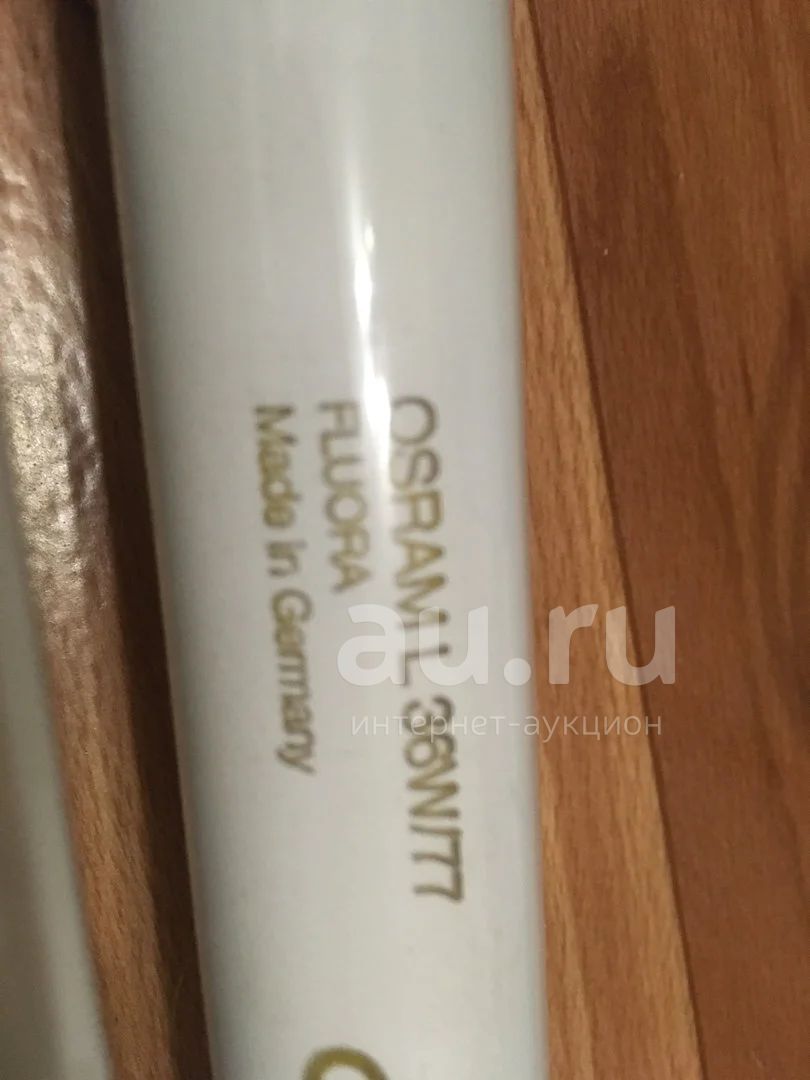 OSRAM L 36W/77
FLUORA
Made in Germany
au.ru
интернет-аукцион